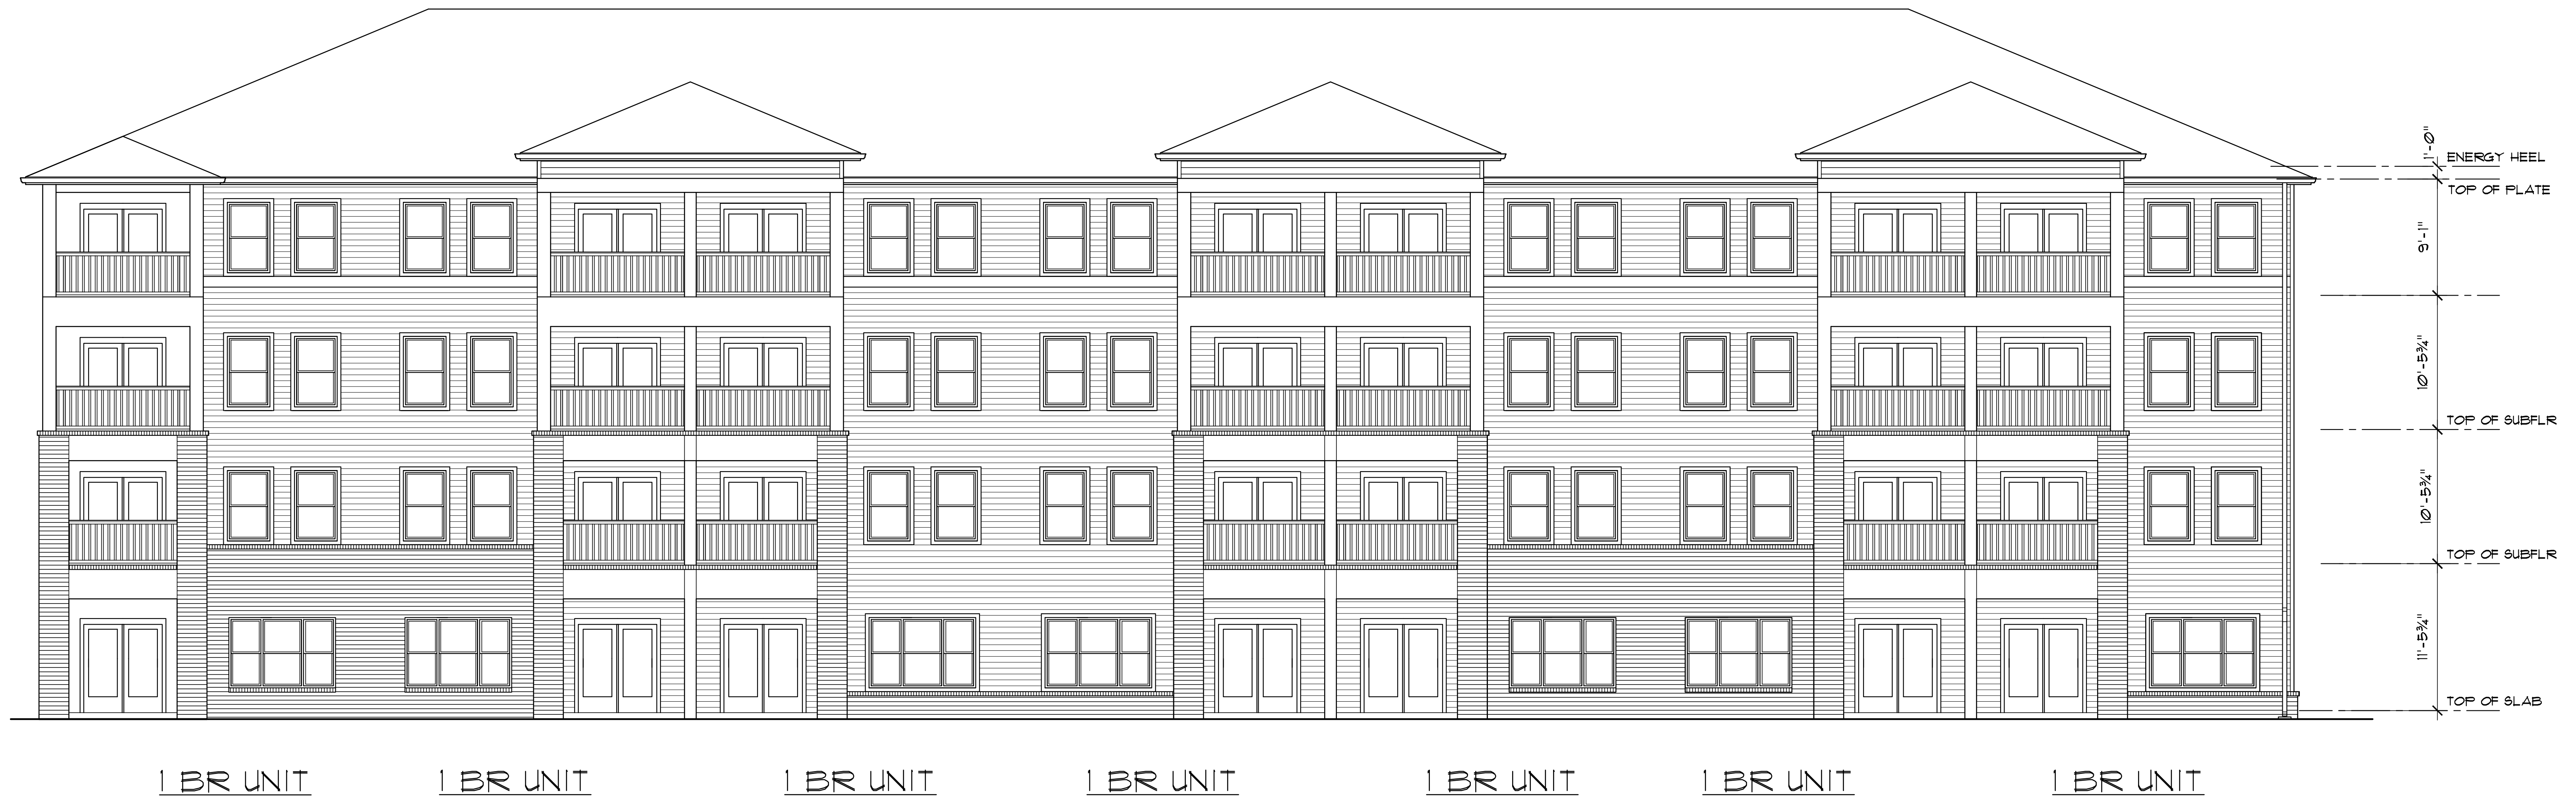 1'-0"
ENERGY HEEL
TOP OF PLATE
9'-1"
10'-5¾"
TOP OF SUBFLR
10'-5¾"
TOP OF SUBFLR
11'-5¾"
TOP OF SLAB
1 BR UNIT 1 BR UNIT 1 BR UNIT 1 BR UNIT 1 BR UNIT 1 BR UNIT 1 BR UNIT